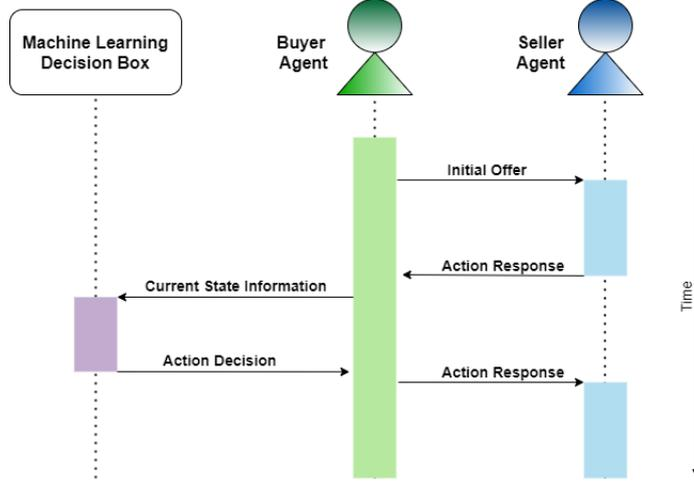 Machine Learning
Decision Box
Buyer
Agent
Seller
Agent
Initial Offer
Action Response
Current State Information
Action Decision
Action Response
Time